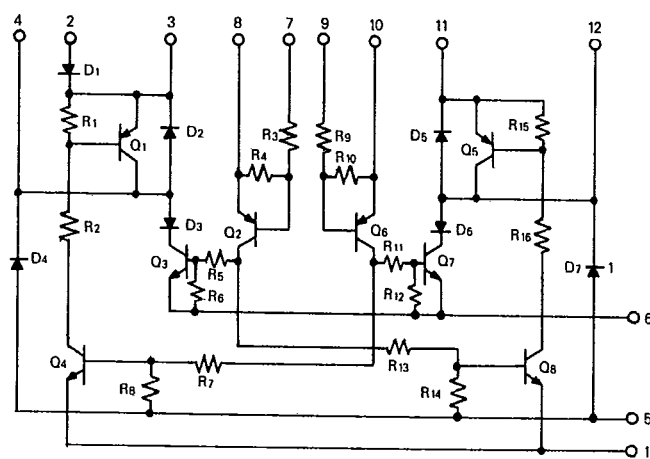 4 2 3 8 7 9 10 11 12
D1
R1
Q1
D2
R3
R4
R9
R10
D5
Q5
R15
R2
D3
Q2
Q6
D6
R16
D4
Q3
R5
R6
R11
R12
Q7
D7 1
6
Q4
R8
R7
R13
R14
Q8
5
1